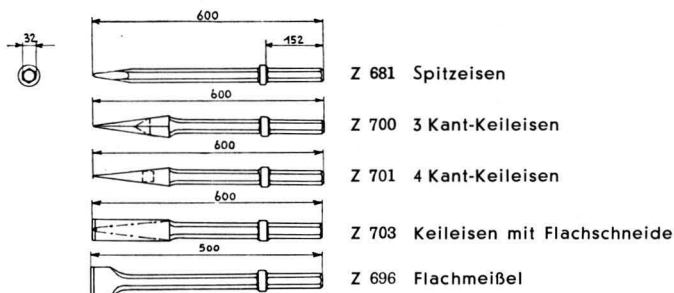 600
32
152
Z 681 Spitzeisen
600
Z 700 3 Kant-Keileisen
600
Z 701 4 Kant-Keileisen
600
Z 703 Keileisen mit Flachschneide
500
Z 696 Flachmeißel